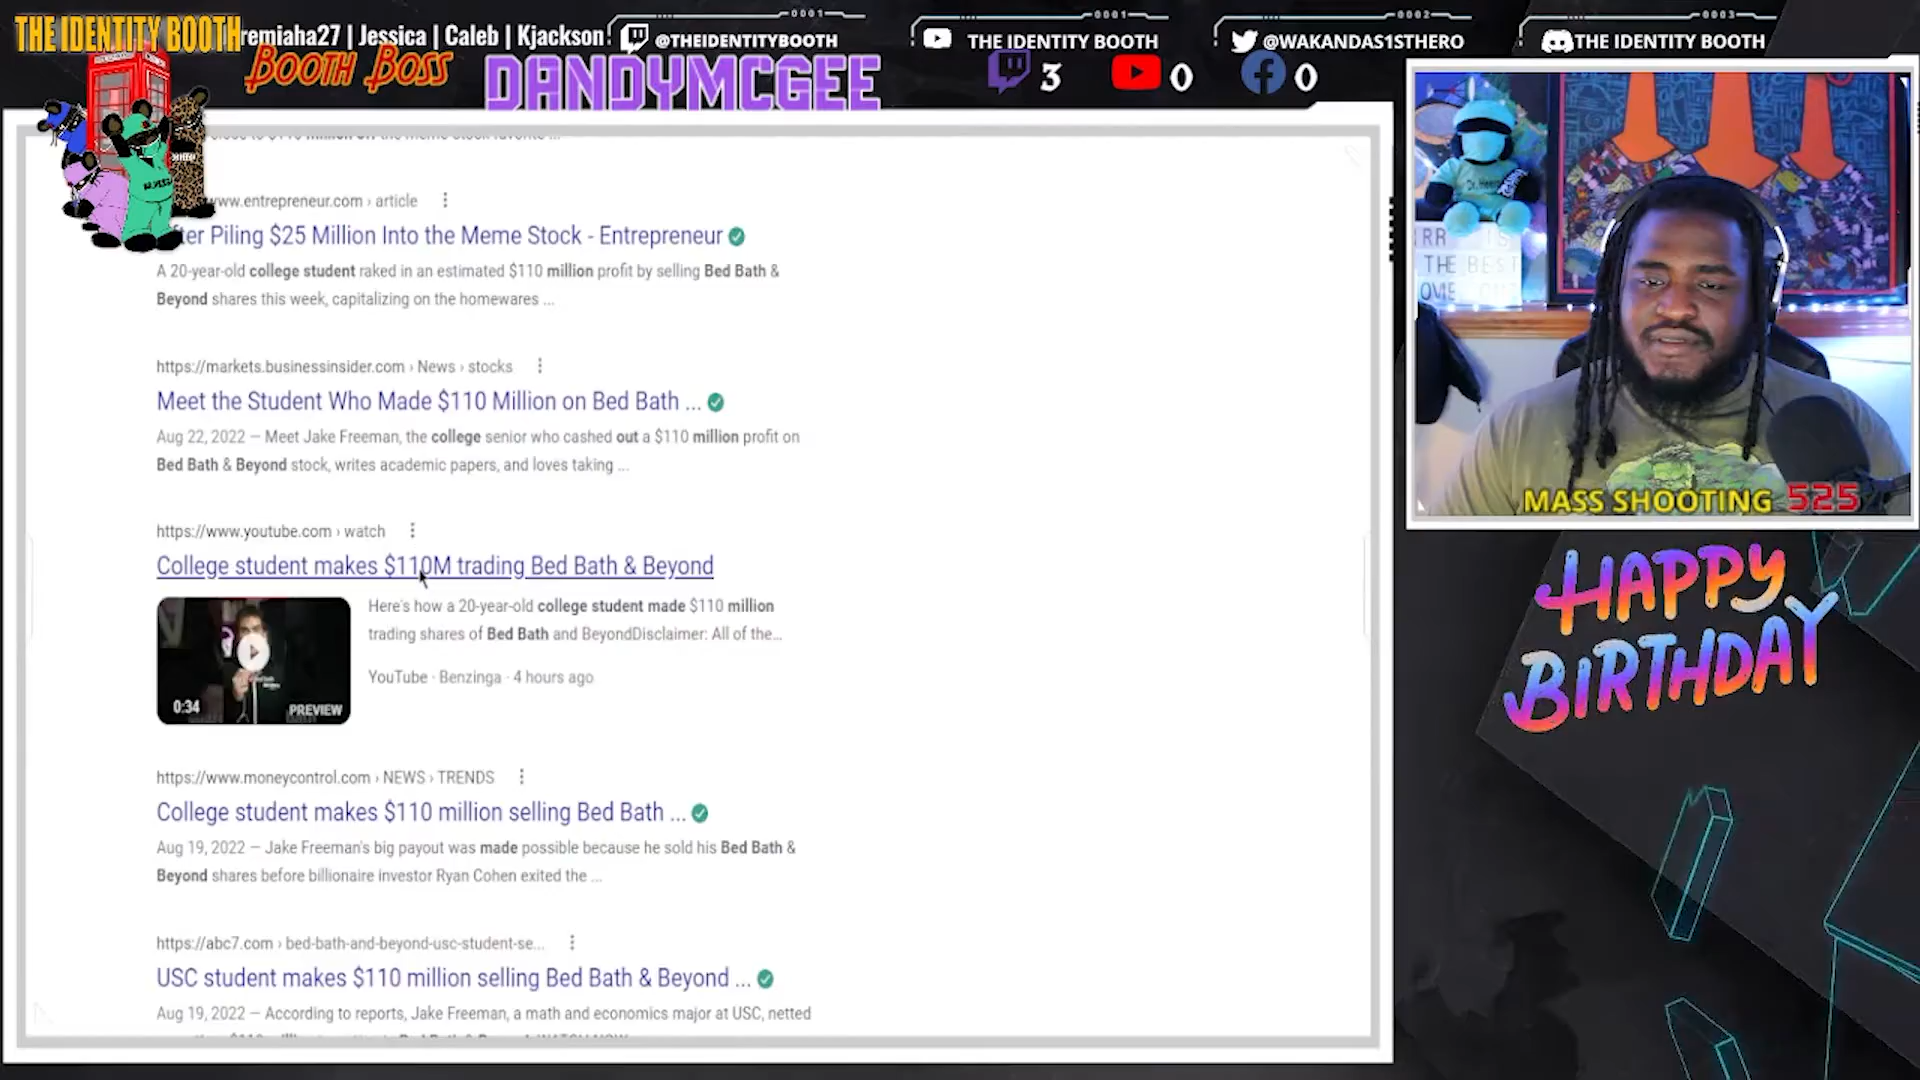 THE IDENTITY BOOTH
remiaha27 | Jessica | Caleb | Kjackson
BOOTH BOSS
DANDYMCGEE
0001
@THEIDENTITYBOOTH
0001
THE IDENTITY BOOTH
0002
@WAKANDAS1STHERO
0003
THE IDENTITY BOOTH
3
0
0
www.entrepreneur.com › article
fter Piling $25 Million Into the Meme Stock - Entrepreneur
A 20-year-old college student raked in an estimated $110 million profit by selling Bed Bath &
Beyond shares this week, capitalizing on the homewares ...
https://markets.businessinsider.com › News › stocks
Meet the Student Who Made $110 Million on Bed Bath ...
Aug 22, 2022 — Meet Jake Freeman, the college senior who cashed out a $110 million profit on
Bed Bath & Beyond stock, writes academic papers, and loves taking ...
https://www.youtube.com › watch
College student makes $110M trading Bed Bath & Beyond
Here's how a 20-year-old college student made $110 million
trading shares of Bed Bath and BeyondDisclaimer: All of the...
YouTube · Benzinga · 4 hours ago
0:34
PREVIEW
https://www.moneycontrol.com › NEWS › TRENDS
College student makes $110 million selling Bed Bath ...
Aug 19, 2022 — Jake Freeman's big payout was made possible because he sold his Bed Bath &
Beyond shares before billionaire investor Ryan Cohen exited the ...
https://abc7.com › bed-bath-and-beyond-usc-student-se...
USC student makes $110 million selling Bed Bath & Beyond ...
Aug 19, 2022 — According to reports, Jake Freeman, a math and economics major at USC, netted
THE BEST
MASS SHOOTING 525
HAPPY
BIRTHDAY